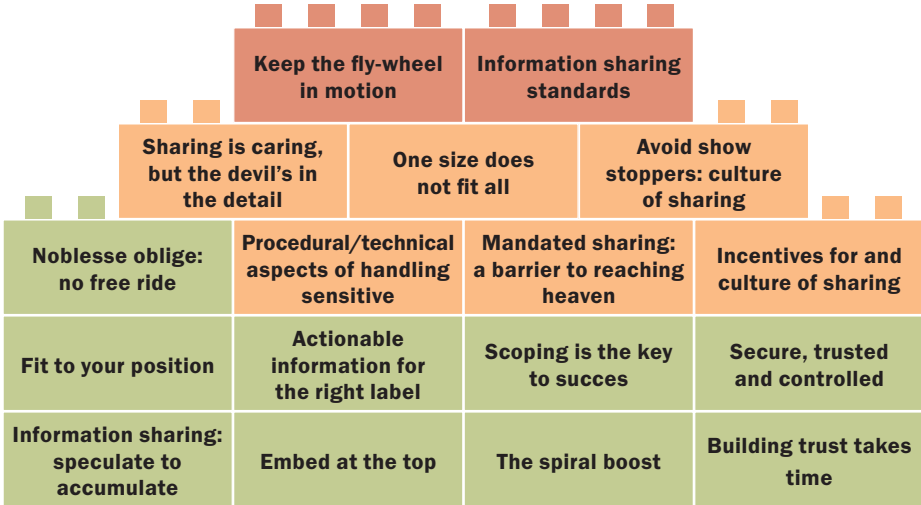 Keep the fly-wheel
in motion
Information sharing
standards
Sharing is caring,
but the devil's in
the detail
One size does
not fit all
Avoid show
stoppers: culture
of sharing
Noblesse oblige:
no free ride
Procedural/technical
aspects of handling
sensitive
Mandated sharing:
a barrier to reaching
heaven
Incentives for and
culture of sharing
Fit to your position
Actionable
information for
the right label
Scoping is the key
to succes
Secure, trusted
and controlled
Information sharing:
speculate to
accumulate
Embed at the top
The spiral boost
Building trust takes
time